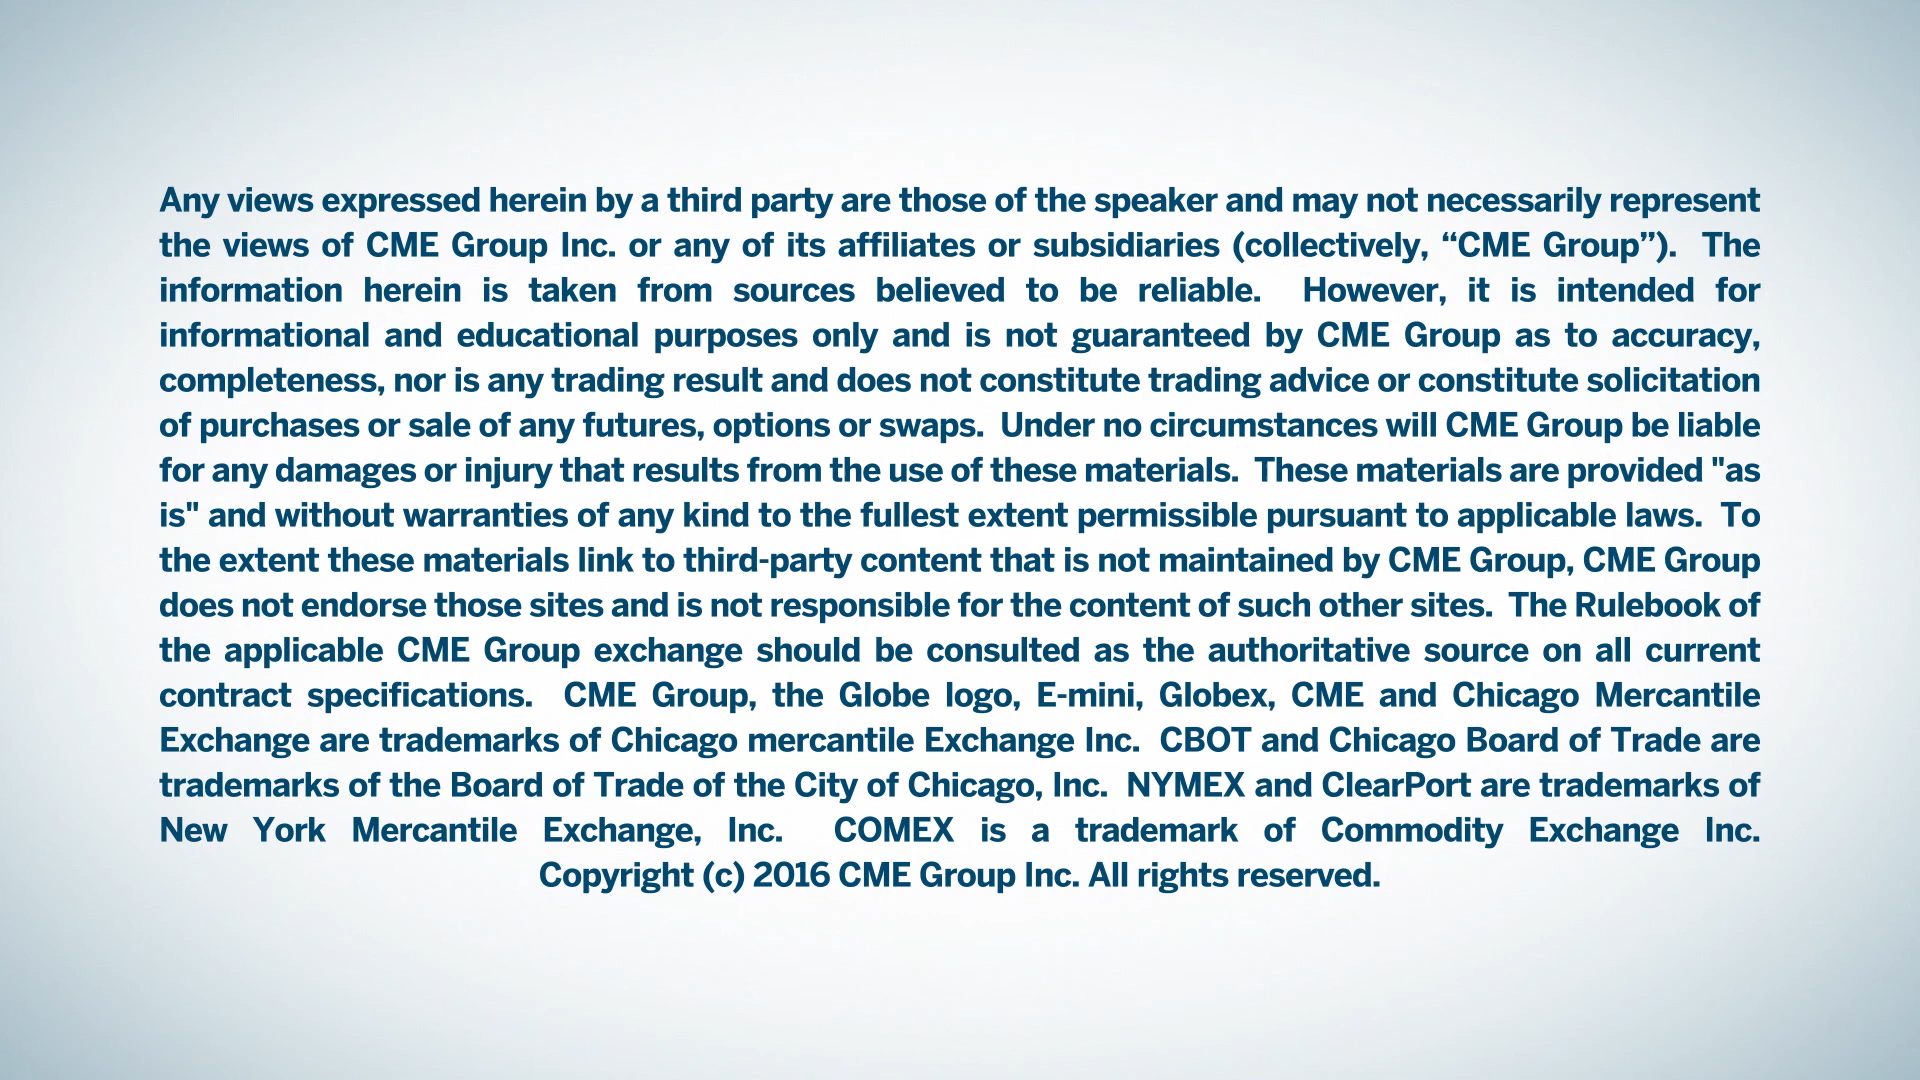 Any views expressed herein by a third party are those of the speaker and may not necessarily represent
the views of CME Group Inc. or any of its affiliates or subsidiaries (collectively, “CME Group”). The
information herein is taken from sources believed to be reliable. However, it is intended for
informational and educational purposes only and is not guaranteed by CME Group as to accuracy,
completeness, nor is any trading result and does not constitute trading advice or constitute solicitation
of purchases or sale of any futures, options or swaps. Under no circumstances will CME Group be liable
for any damages or injury that results from the use of these materials. These materials are provided "as
is" and without warranties of any kind to the fullest extent permissible pursuant to applicable laws. To
the extent these materials link to third-party content that is not maintained by CME Group, CME Group
does not endorse those sites and is not responsible for the content of such other sites. The Rulebook of
the applicable CME Group exchange should be consulted as the authoritative source on all current
contract specifications. CME Group, the Globe logo, E-mini, Globex, CME and Chicago Mercantile
Exchange are trademarks of Chicago mercantile Exchange Inc. CBOT and Chicago Board of Trade are
trademarks of the Board of Trade of the City of Chicago, Inc. NYMEX and ClearPort are trademarks of
New York Mercantile Exchange, Inc. COMEX is a trademark of Commodity Exchange Inc.
Copyright (c) 2016 CME Group Inc. All rights reserved.